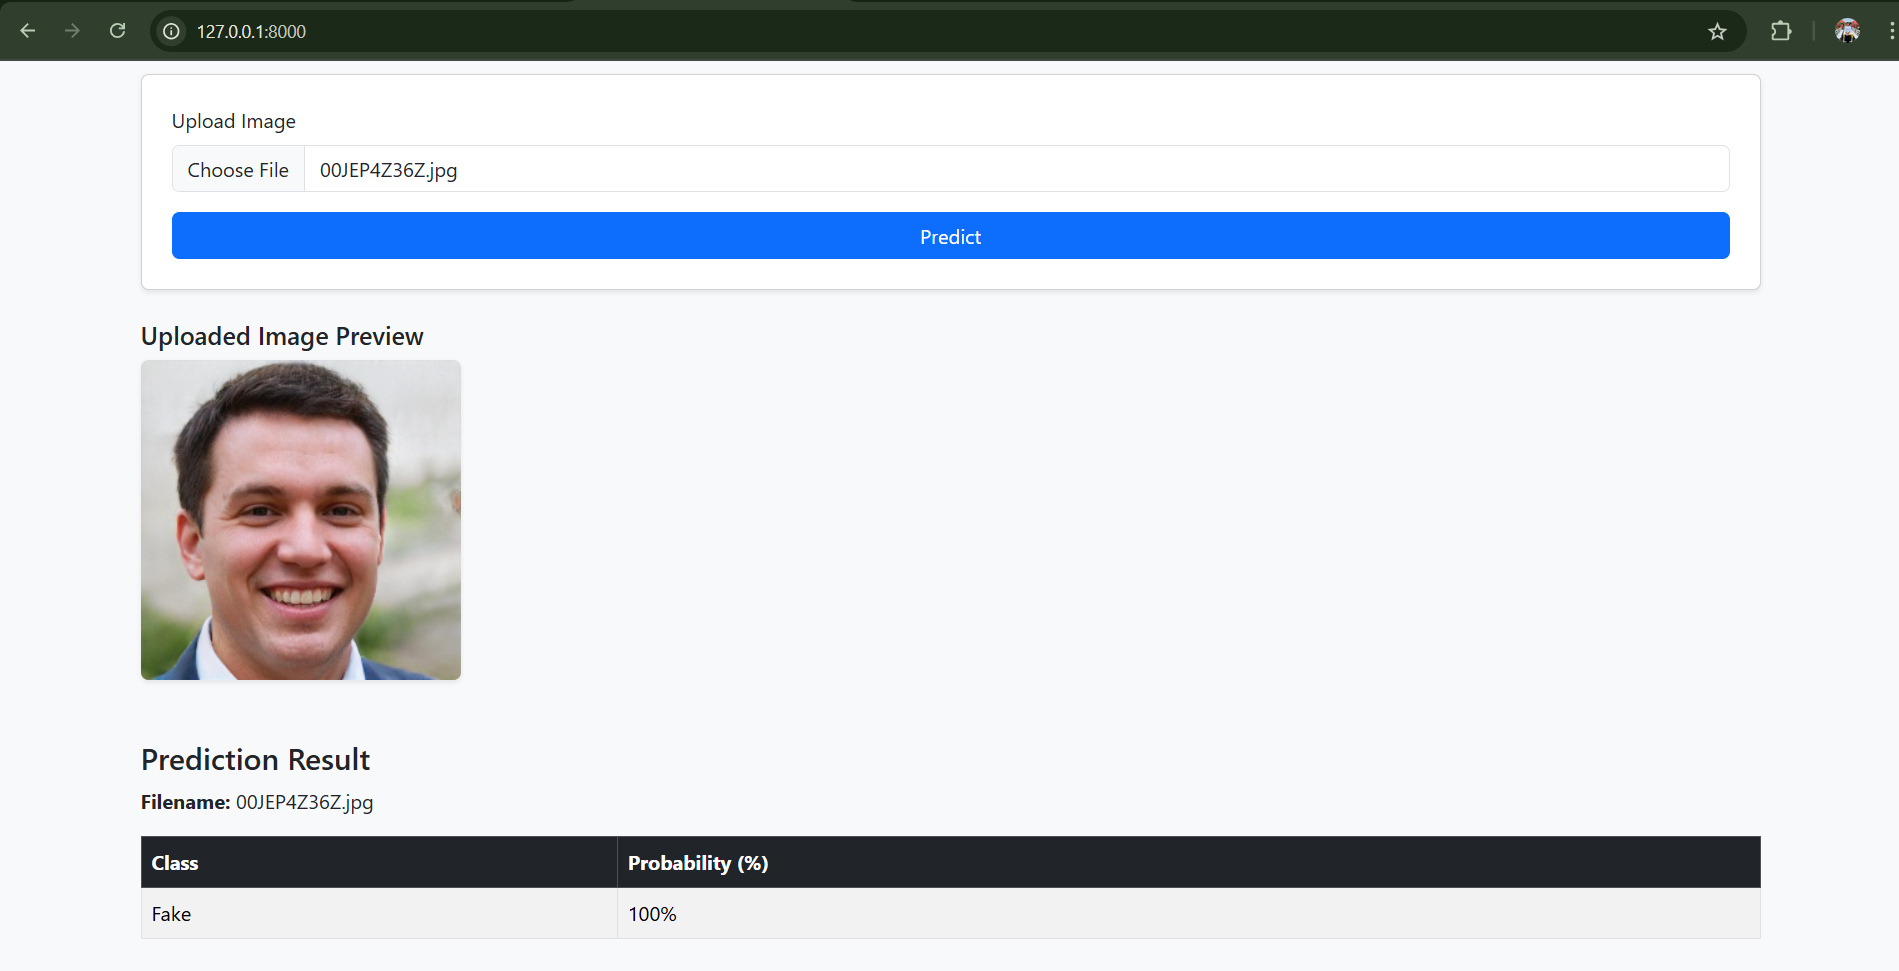 127.0.0.1:8000
Upload Image
Choose File 00JEP4Z36Z.jpg
Predict
Uploaded Image Preview
Prediction Result
Filename: 00JEP4Z36Z.jpg
Class Probability (%)
Fake 100%